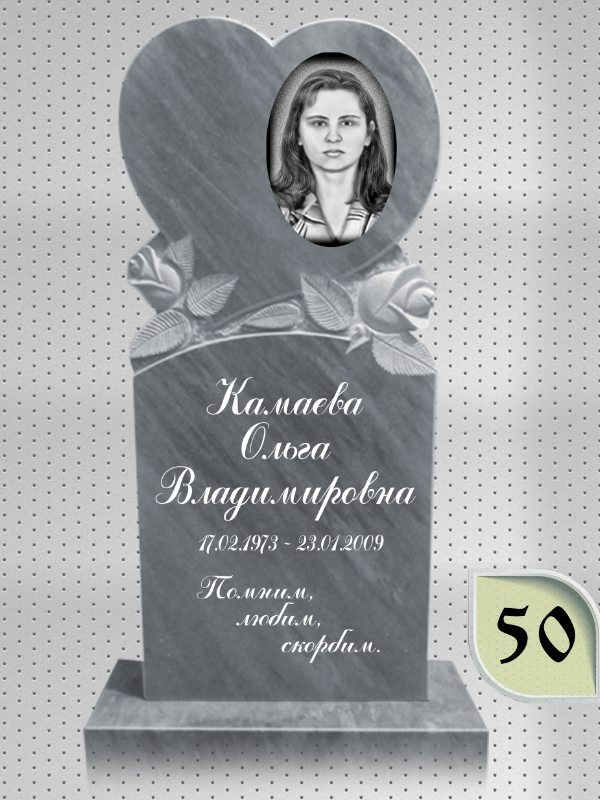 Камаева
Ольга
Владимировна
17.02.1973 - 23.01.2009
Помним,
любим,
скорбим.
50